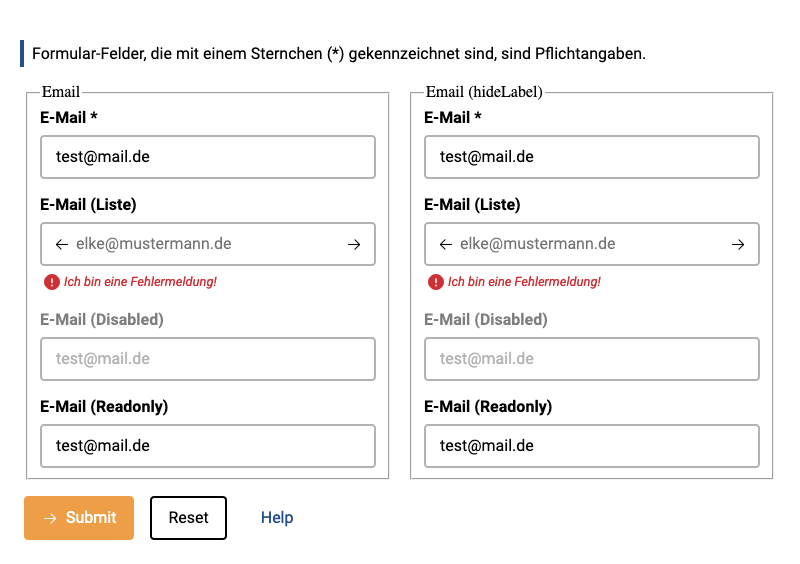 Formular-Felder, die mit einem Sternchen (*) gekennzeichnet sind, sind Pflichtangaben.
Email
E-Mail *
test@mail.de
E-Mail (Liste)
← elke@mustermann.de →
Ich bin eine Fehlermeldung!
E-Mail (Disabled)
test@mail.de
E-Mail (Readonly)
test@mail.de
Email (hideLabel)
E-Mail *
test@mail.de
E-Mail (Liste)
← elke@mustermann.de →
Ich bin eine Fehlermeldung!
E-Mail (Disabled)
test@mail.de
E-Mail (Readonly)
test@mail.de
→ Submit Reset Help